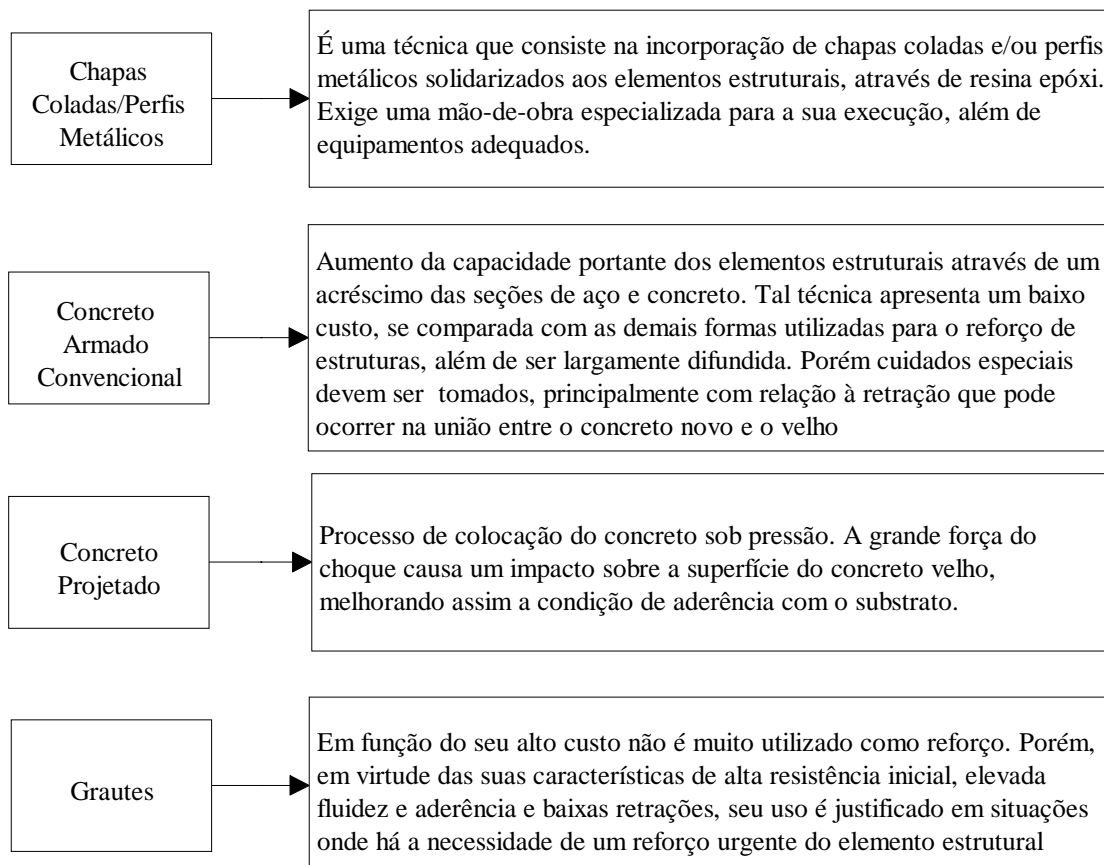 Chapas
Coladas/Perfis
Metálicos
É uma técnica que consiste na incorporação de chapas coladas e/ou perfis
metálicos solidarizados aos elementos estruturais, através de resina epóxi.
Exige uma mão-de-obra especializada para a sua execução, além de
equipamentos adequados.
Concreto
Armado
Convencional
Aumento da capacidade portante dos elementos estruturais através de um
acréscimo das seções de aço e concreto. Tal técnica apresenta um baixo
custo, se comparada com as demais formas utilizadas para o reforço de
estruturas, além de ser largamente difundida. Porém cuidados especiais
devem ser  tomados, principalmente com relação à retração que pode
ocorrer na união entre o concreto novo e o velho
Concreto
Projetado
Processo de colocação do concreto sob pressão. A grande força do
choque causa um impacto sobre a superfície do concreto velho,
melhorando assim a condição de aderência com o substrato.
Grautes
Em função do seu alto custo não é muito utilizado como reforço. Porém,
em virtude das suas características de alta resistência inicial, elevada
fluidez e aderência e baixas retrações, seu uso é justificado em situações
onde há a necessidade de um reforço urgente do elemento estrutural